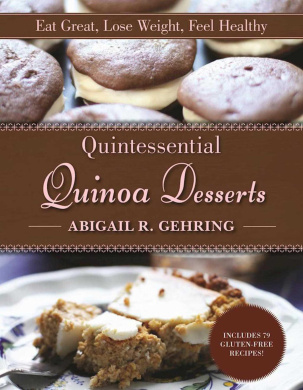 Eat Great, Lose Weight, Feel Healthy
Quintessential
Quinoa Desserts
ABIGAIL R. GEHRING
INCLUDES 79
GLUTEN-FREE
RECIPES!